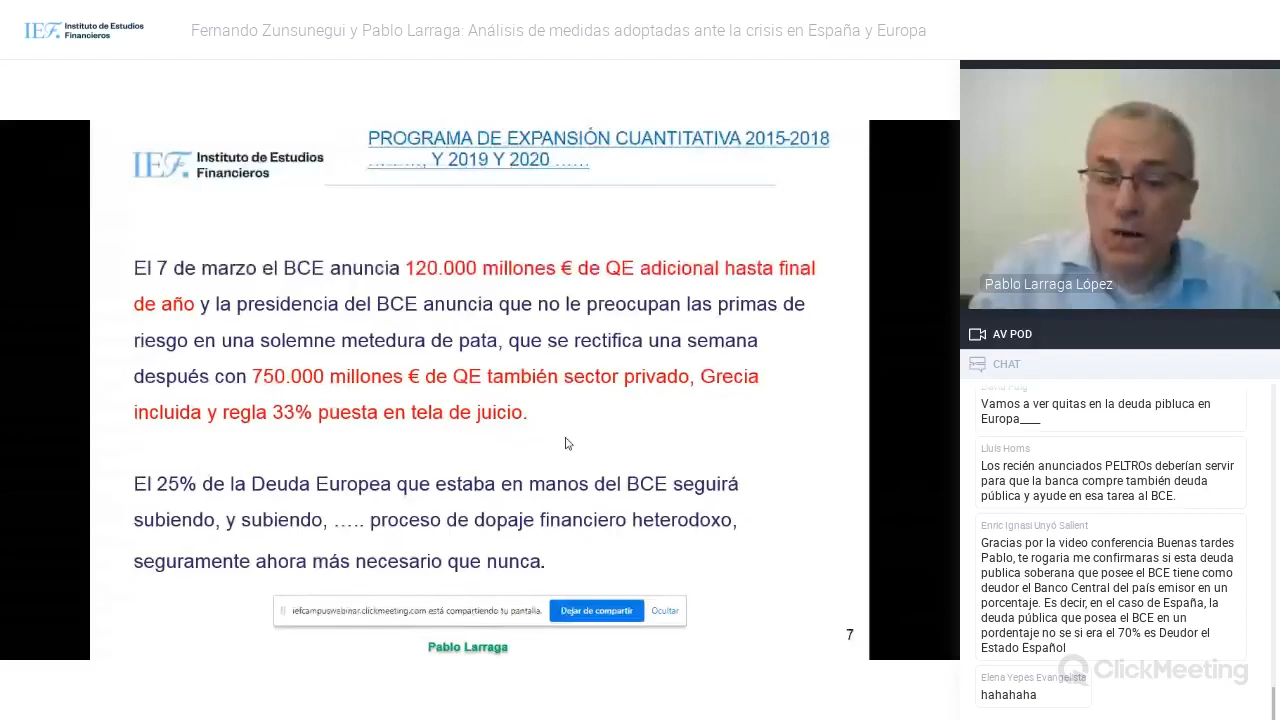 IEF Instituto de Estudios
Financieros
Fernando Zunsunegui y Pablo Larraga: Análisis de medidas adoptadas ante la crisis en España y Europa
PROGRAMA DE EXPANSIÓN CUANTITATIVA 2015-2018
Y 2019 Y 2020 ......
IEF Instituto de Estudios
Financieros
El 7 de marzo el BCE anuncia 120.000 millones € de QE adicional hasta final
de año y la presidencia del BCE anuncia que no le preocupan las primas de
riesgo en una solemne metedura de pata, que se rectifica una semana
después con 750.000 millones € de QE también sector privado, Grecia
incluida y regla 33% puesta en tela de juicio.
El 25% de la Deuda Europea que estaba en manos del BCE seguirá
subiendo, y subiendo, ..... proceso de dopaje financiero heterodoxo,
seguramente ahora más necesario que nunca.
iefcampuswebinar.clickmeeting.com está compartiendo tu pantalla. Dejar de compartir Ocultar
Pablo Larraga
7
Pablo Larraga López
AV POD
CHAT
David Puig
Vamos a ver quitas en la deuda pibluca en
Europa____
Lluís Homs
Los recién anunciados PELTROs deberían servir
para que la banca compre también deuda
pública y ayude en esa tarea al BCE.
Enric Ignasi Unyó Sallent
Gracias por la video conferencia Buenas tardes
Pablo, te rogaria me confirmaras si esta deuda
publica soberana que posee el BCE tiene como
deudor el Banco Central del país emisor en un
porcentaje. Es decir, en el caso de España, la
deuda pública que posea el BCE en un
pordentaje no se si era el 70% es Deudor el
Estado Español
Elena Yepes Evangelista
hahahaha
ClickMeeting